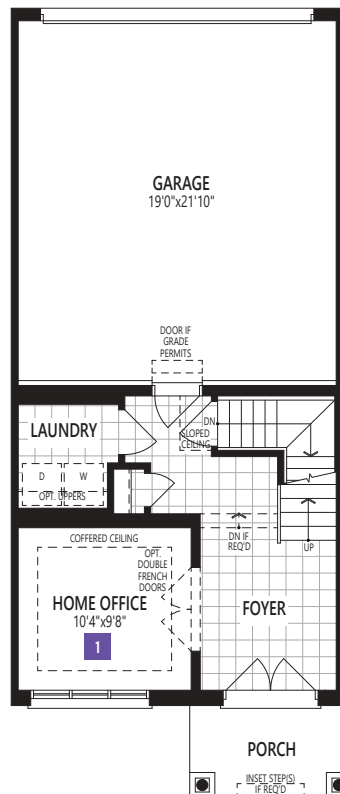 GARAGE
19'0"x21'10"
DOOR IF
GRADE
PERMITS
LAUNDRY
DN
SLOPED
CEILING
D W
OPT. UPPERS
DN IF
REQ'D
UP
COFFERED CEILING
OPT.
DOUBLE
FRENCH
DOORS
HOME OFFICE
10'4"x9'8"
1
FOYER
PORCH
INSET STEP(S)
IF REQ'D